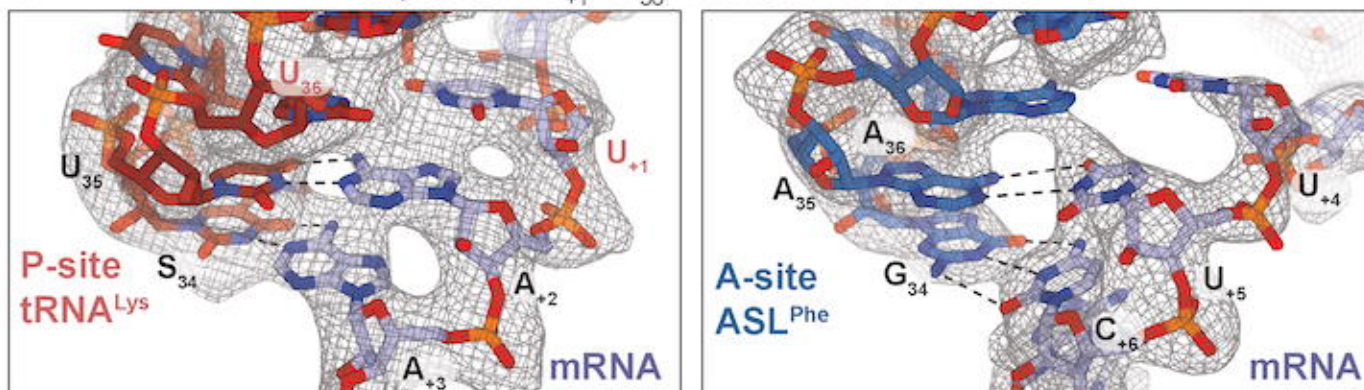 U36
U+1
U35
S34
P-site
tRNALys
A+2
A+3
mRNA
A36
A35
G34
A-site
ASLPhe
U+4
U+5
C+6
mRNA